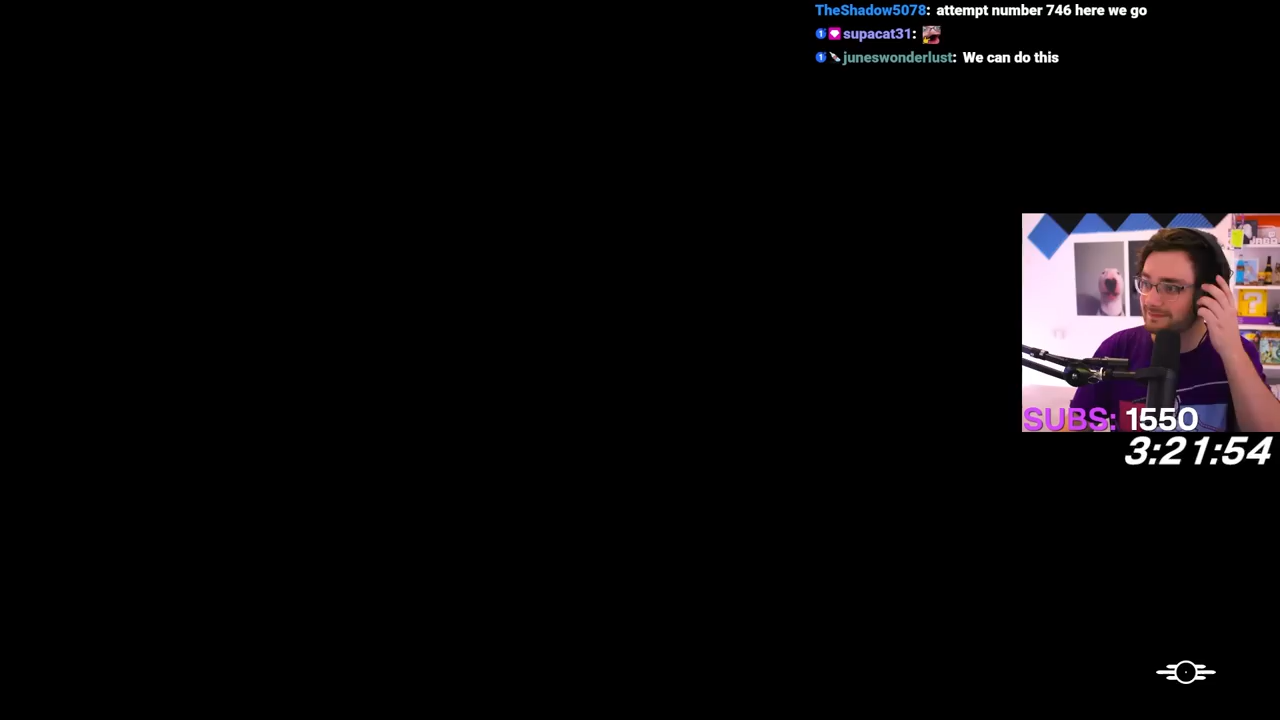 TheShadow5078: attempt number 746 here we go
supacat31:
juneswonderlust: We can do this
SUBS: 1550
3:21:54